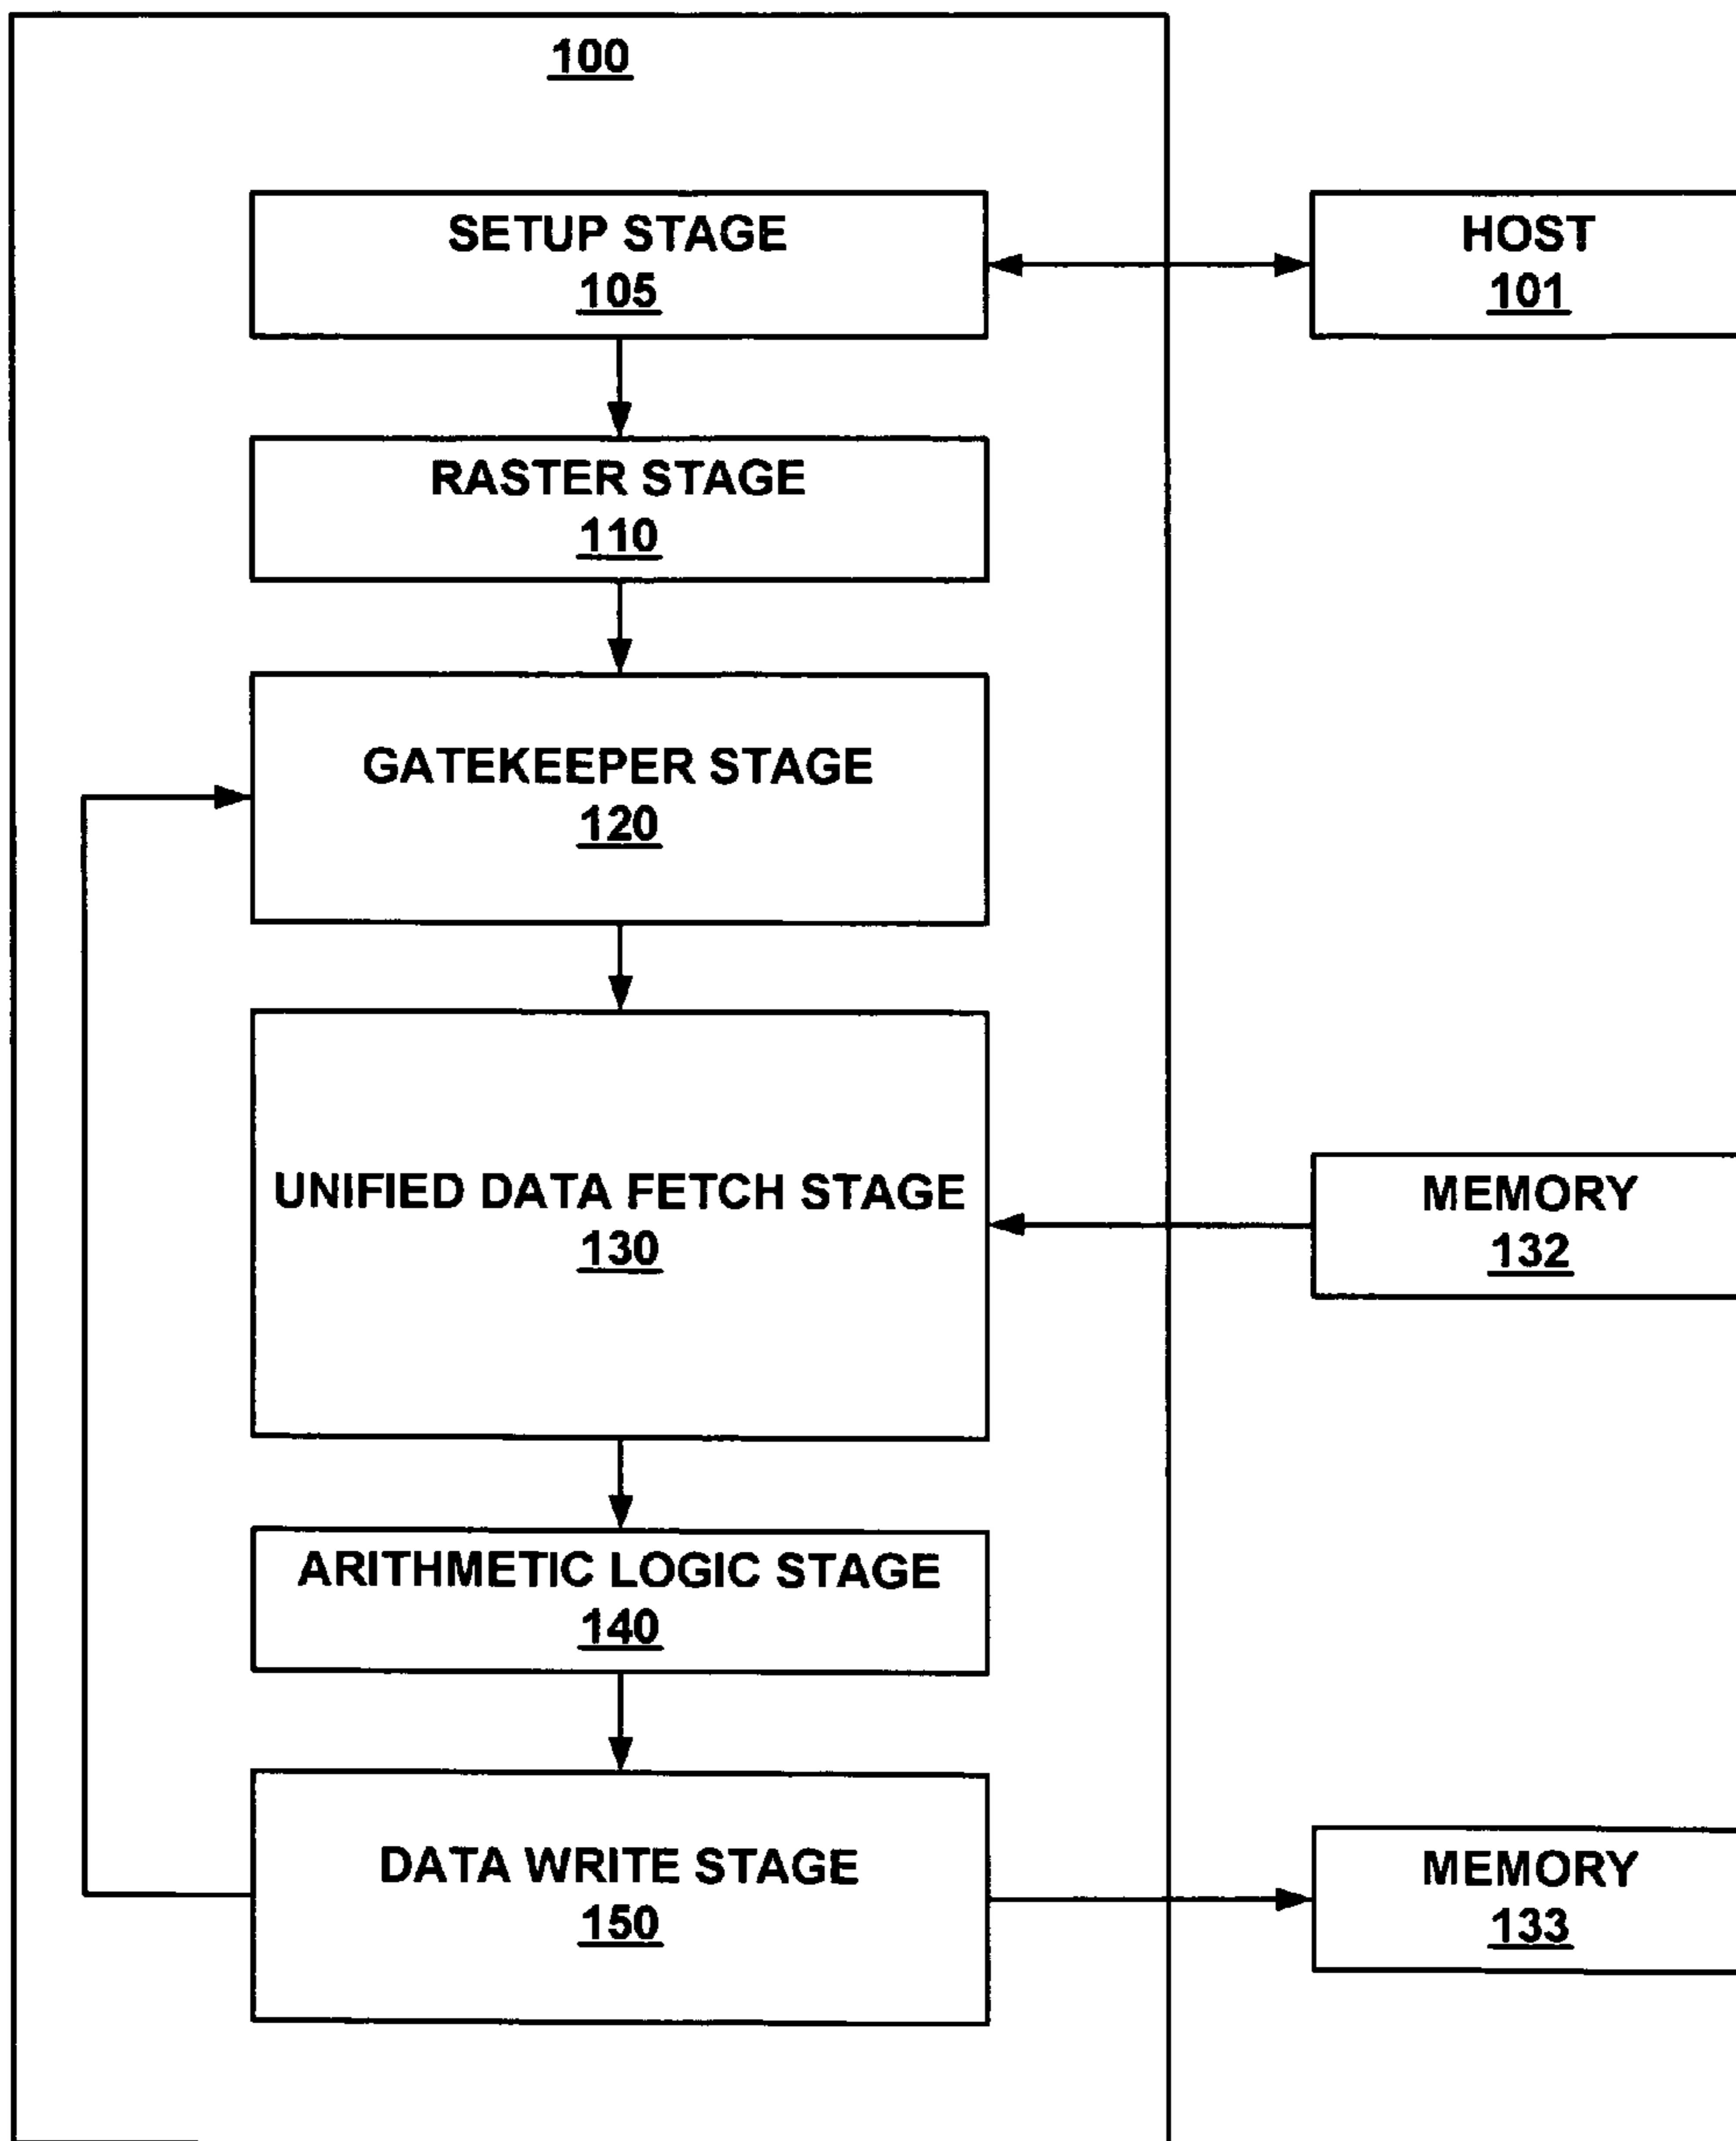 100
SETUP STAGE
105
HOST
101
RASTER STAGE
110
GATEKEEPER STAGE
120
UNIFIED DATA FETCH STAGE
130
MEMORY
132
ARITHMETIC LOGIC STAGE
140
DATA WRITE STAGE
150
MEMORY
133